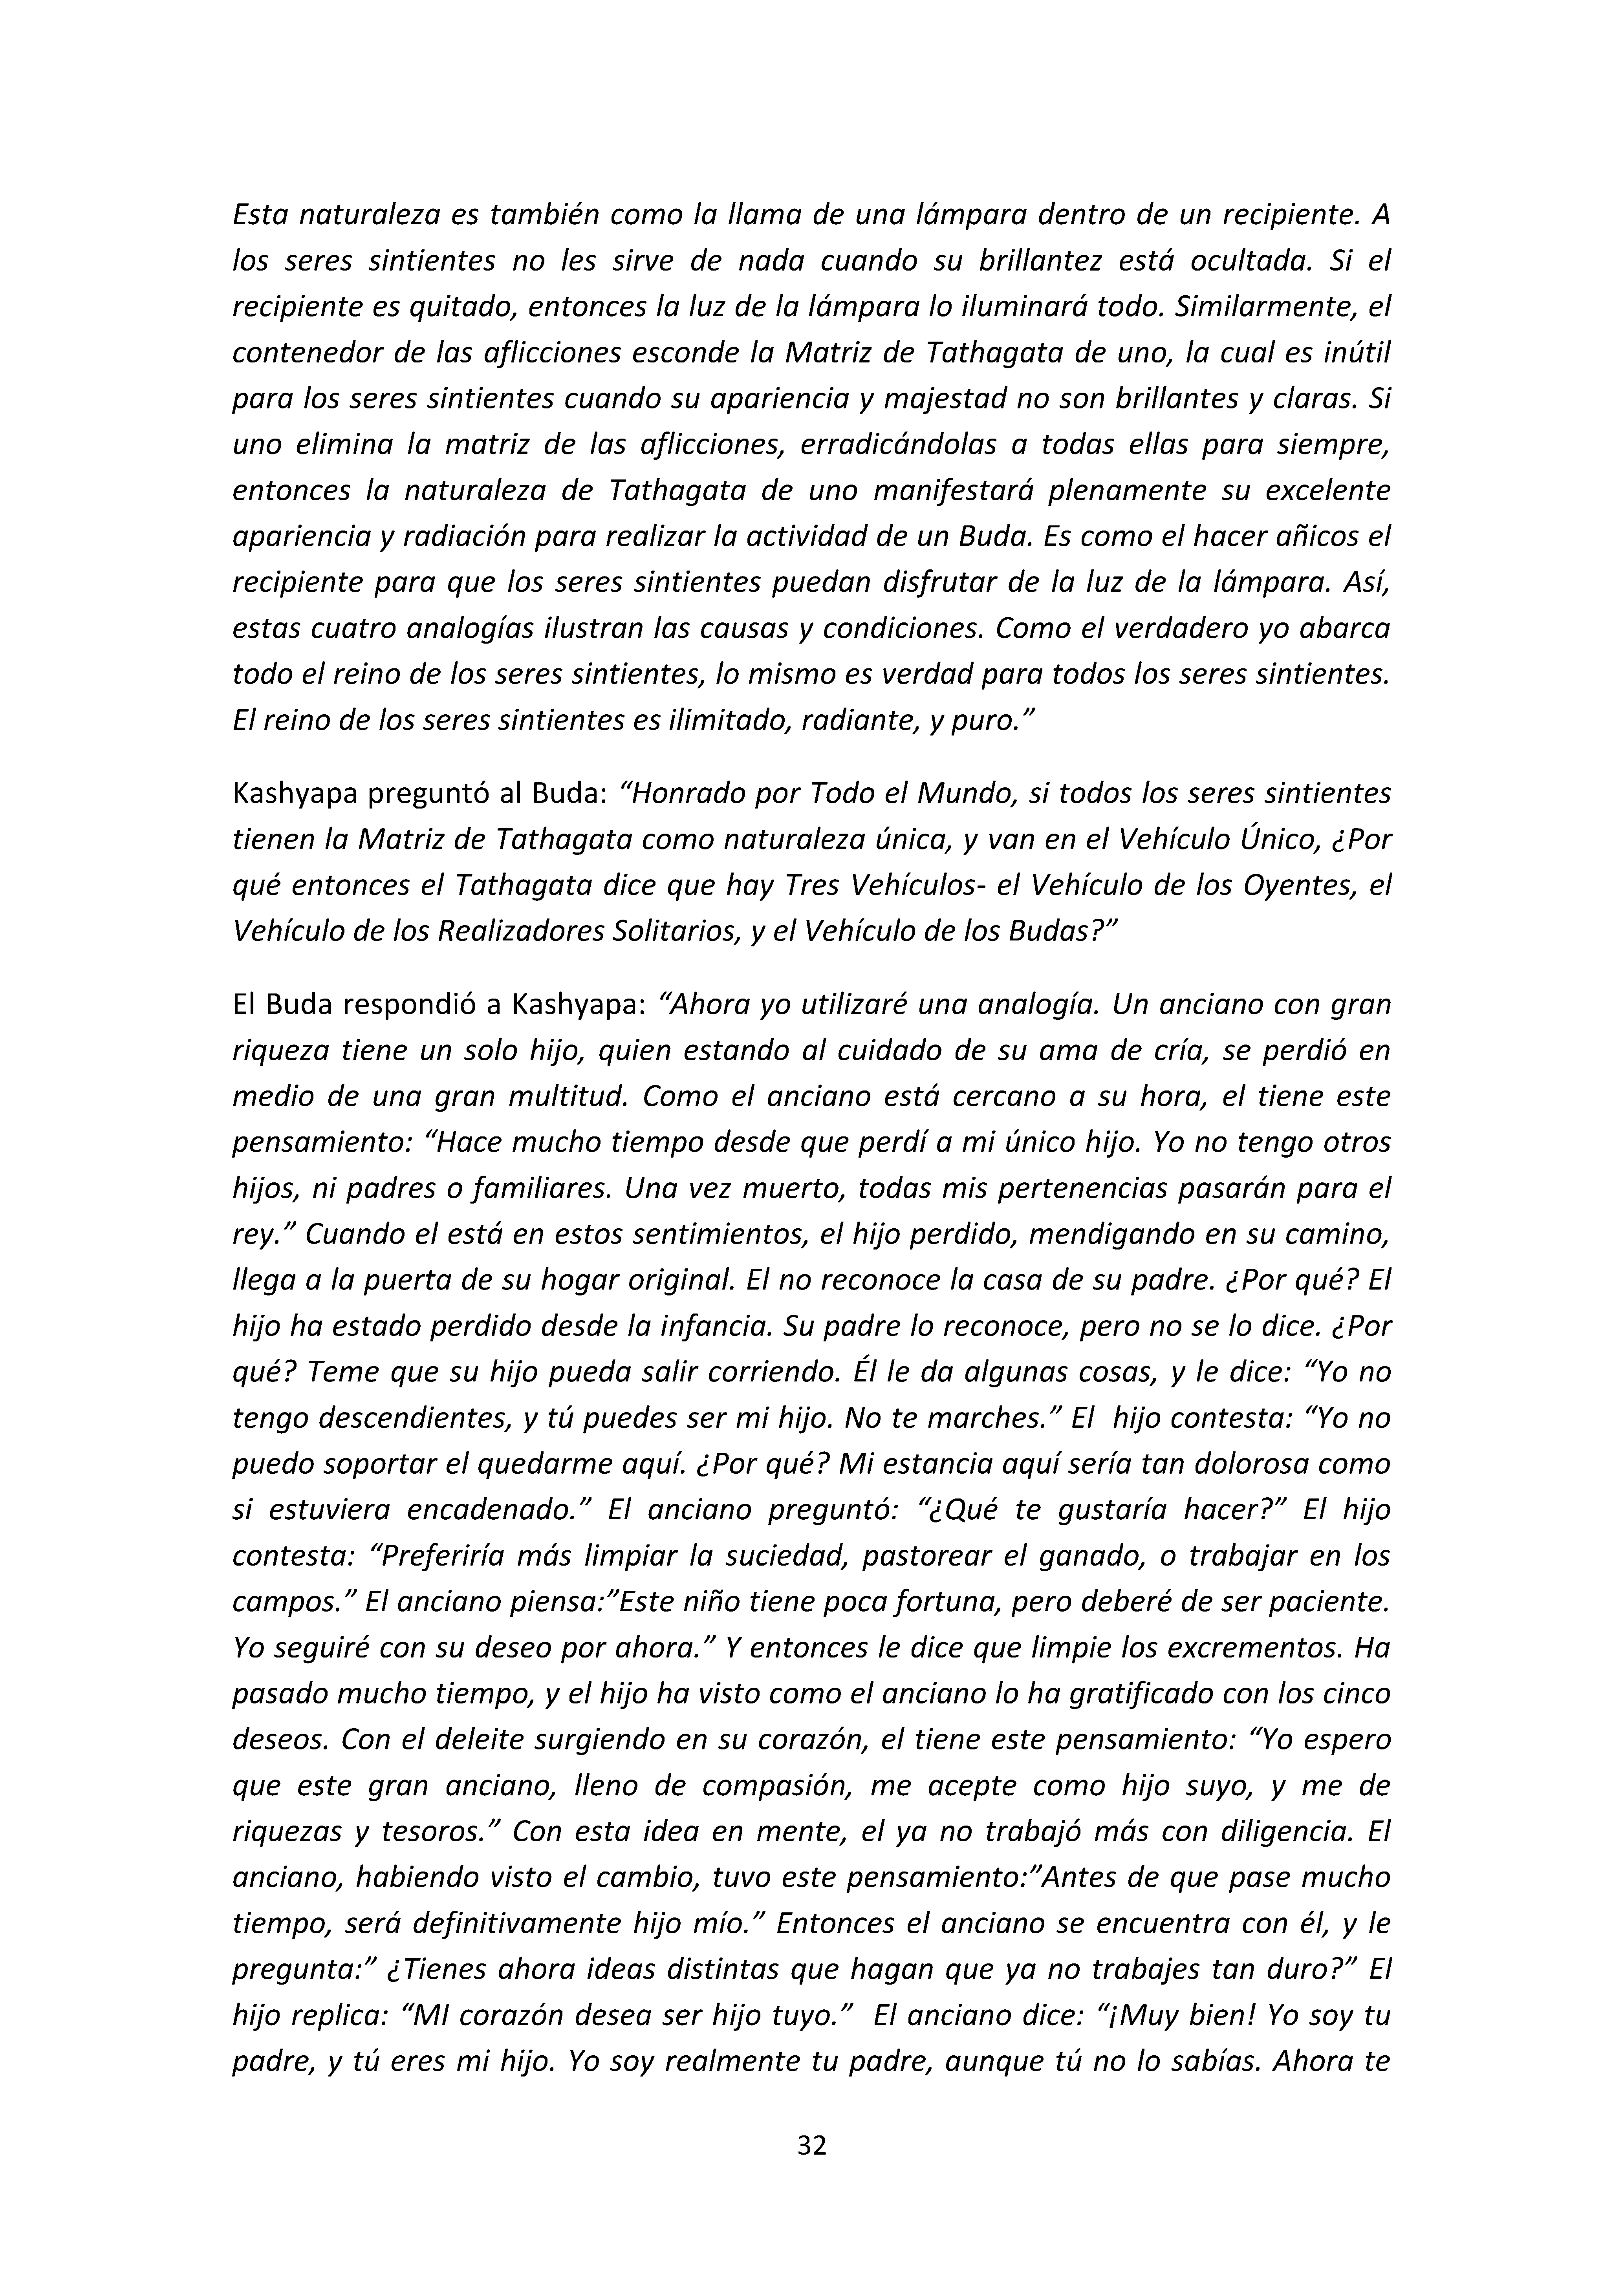 Esta naturaleza es también como la llama de una lámpara dentro de un recipiente. A
los seres sintientes no les sirve de nada cuando su brillantez está ocultada. Si el
recipiente es quitado, entonces la luz de la lámpara lo iluminará todo. Similarmente, el
contenedor de las aflicciones esconde la Matriz de Tathagata de uno, la cual es inútil
para los seres sintientes cuando su apariencia y majestad no son brillantes y claras. Si
uno elimina la matriz de las aflicciones, erradicándolas a todas ellas para siempre,
entonces la naturaleza de Tathagata de uno manifestará plenamente su excelente
apariencia y radiación para realizar la actividad de un Buda. Es como el hacer añicos el
recipiente para que los seres sintientes puedan disfrutar de la luz de la lámpara. Así,
estas cuatro analogías ilustran las causas y condiciones. Como el verdadero yo abarca
todo el reino de los seres sintientes, lo mismo es verdad para todos los seres sintientes.
El reino de los seres sintientes es ilimitado, radiante, y puro.”
Kashyapa preguntó al Buda: “Honrado por Todo el Mundo, si todos los seres sintientes
tienen la Matriz de Tathagata como naturaleza única, y van en el Vehículo Único, ¿Por
qué entonces el Tathagata dice que hay Tres Vehículos- el Vehículo de los Oyentes, el
Vehículo de los Realizadores Solitarios, y el Vehículo de los Budas?”
El Buda respondió a Kashyapa: “Ahora yo utilizaré una analogía. Un anciano con gran
riqueza tiene un solo hijo, quien estando al cuidado de su ama de cría, se perdió en
medio de una gran multitud. Como el anciano está cercano a su hora, el tiene este
pensamiento: “Hace mucho tiempo desde que perdí a mi único hijo. Yo no tengo otros
hijos, ni padres o familiares. Una vez muerto, todas mis pertenencias pasarán para el
rey.” Cuando el está en estos sentimientos, el hijo perdido, mendigando en su camino,
llega a la puerta de su hogar original. El no reconoce la casa de su padre. ¿Por qué? El
hijo ha estado perdido desde la infancia. Su padre lo reconoce, pero no se lo dice. ¿Por
qué? Teme que su hijo pueda salir corriendo. Él le da algunas cosas, y le dice: “Yo no
tengo descendientes, y tú puedes ser mi hijo. No te marches.” El  hijo contesta: “Yo no
puedo soportar el quedarme aquí. ¿Por qué? Mi estancia aquí sería tan dolorosa como
si estuviera encadenado.” El anciano preguntó: “¿Qué te gustaría hacer?” El hijo
contesta: “Preferiría más limpiar la suciedad, pastorear el ganado, o trabajar en los
campos.” El anciano piensa:”Este niño tiene poca fortuna, pero deberé de ser paciente.
Yo seguiré con su deseo por ahora.” Y entonces le dice que limpie los excrementos. Ha
pasado mucho tiempo, y el hijo ha visto como el anciano lo ha gratificado con los cinco
deseos. Con el deleite surgiendo en su corazón, el tiene este pensamiento: “Yo espero
que este gran anciano, lleno de compasión, me acepte como hijo suyo, y me de
riquezas y tesoros.” Con esta idea en mente, el ya no trabajó más con diligencia. El
anciano, habiendo visto el cambio, tuvo este pensamiento:”Antes de que pase mucho
tiempo, será definitivamente hijo mío.” Entonces el anciano se encuentra con él, y le
pregunta:” ¿Tienes ahora ideas distintas que hagan que ya no trabajes tan duro?” El
hijo replica: “MI corazón desea ser hijo tuyo.”  El anciano dice: “¡Muy bien! Yo soy tu
padre, y tú eres mi hijo. Yo soy realmente tu padre, aunque tú no lo sabías. Ahora te
32